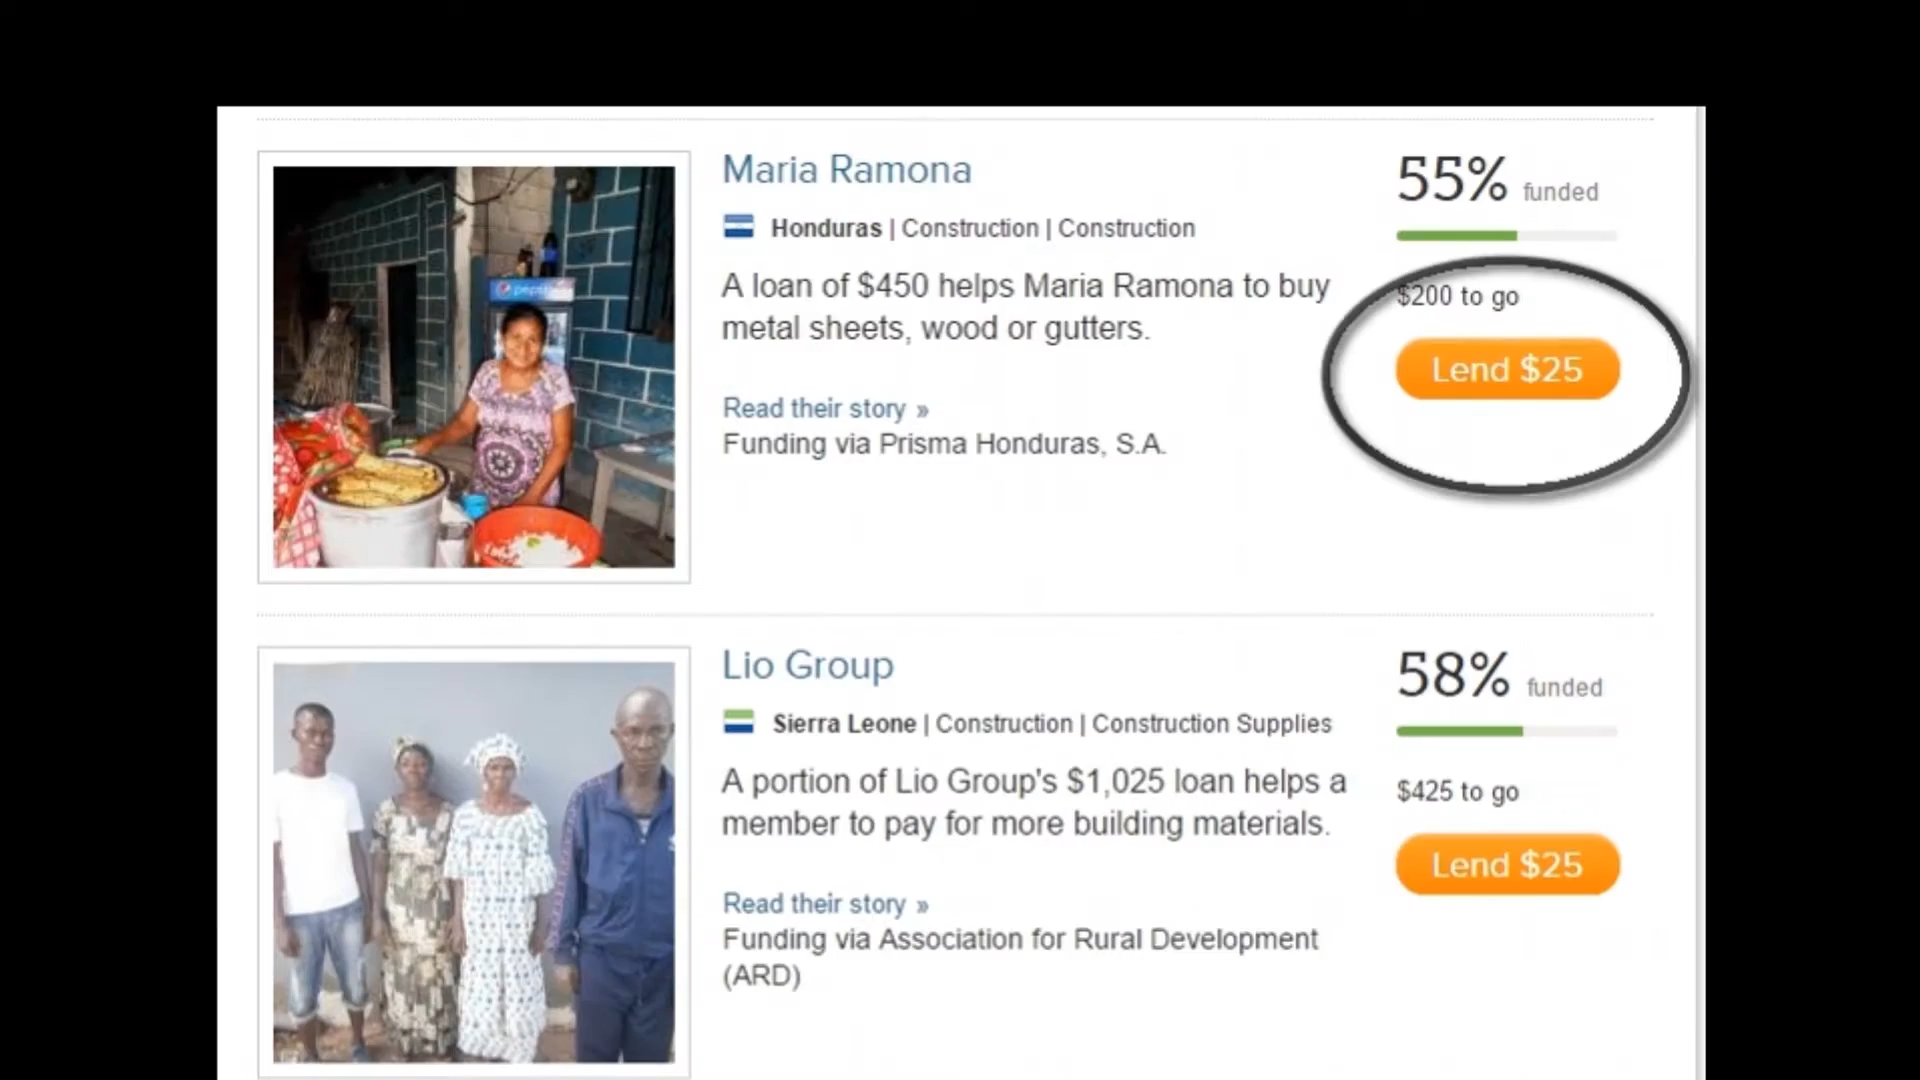 Maria Ramona
55% funded
Honduras | Construction | Construction
A loan of $450 helps Maria Ramona to buy
metal sheets, wood or gutters.
$200 to go
Lend $25
Read their story »
Funding via Prisma Honduras, S.A.
pepsi
Lio Group
58% funded
Sierra Leone | Construction | Construction Supplies
A portion of Lio Group's $1,025 loan helps a
member to pay for more building materials.
$425 to go
Lend $25
Read their story »
Funding via Association for Rural Development
(ARD)